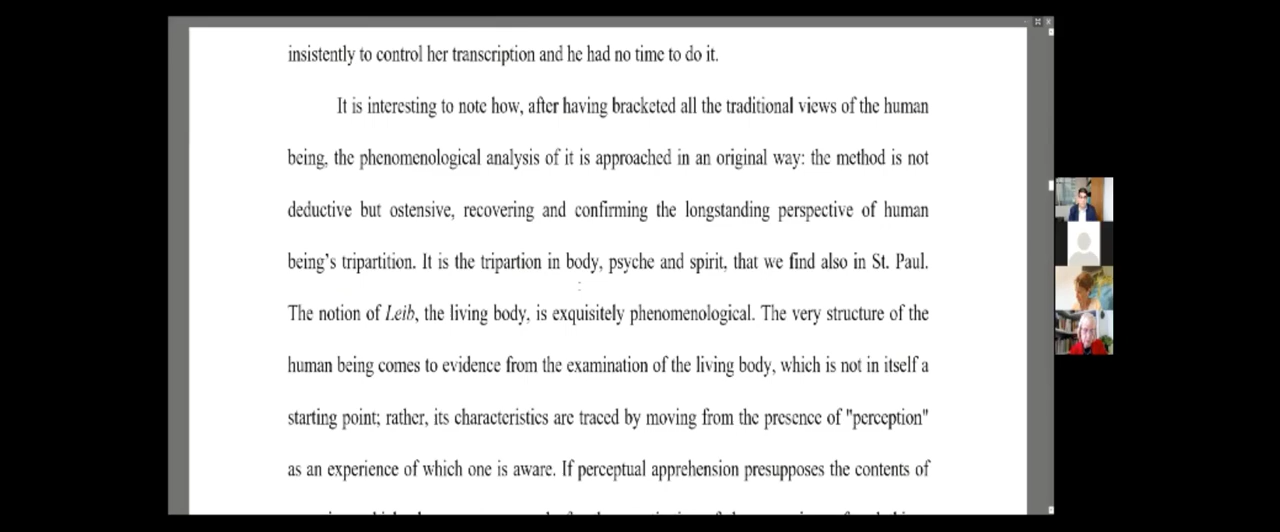 insistently to control her transcription and he had no time to do it.
It is interesting to note how, after having bracketed all the traditional views of the human
being, the phenomenological analysis of it is approached in an original way: the method is not
deductive but ostensive, recovering and confirming the longstanding perspective of human
being's tripartition. It is the tripartion in body, psyche and spirit, that we find also in St. Paul.
The notion of Leib, the living body, is exquisitely phenomenological. The very structure of the
human being comes to evidence from the examination of the living body, which is not in itself a
starting point; rather, its characteristics are traced by moving from the presence of "perception"
as an experience of which one is aware. If perceptual apprehension presupposes the contents of